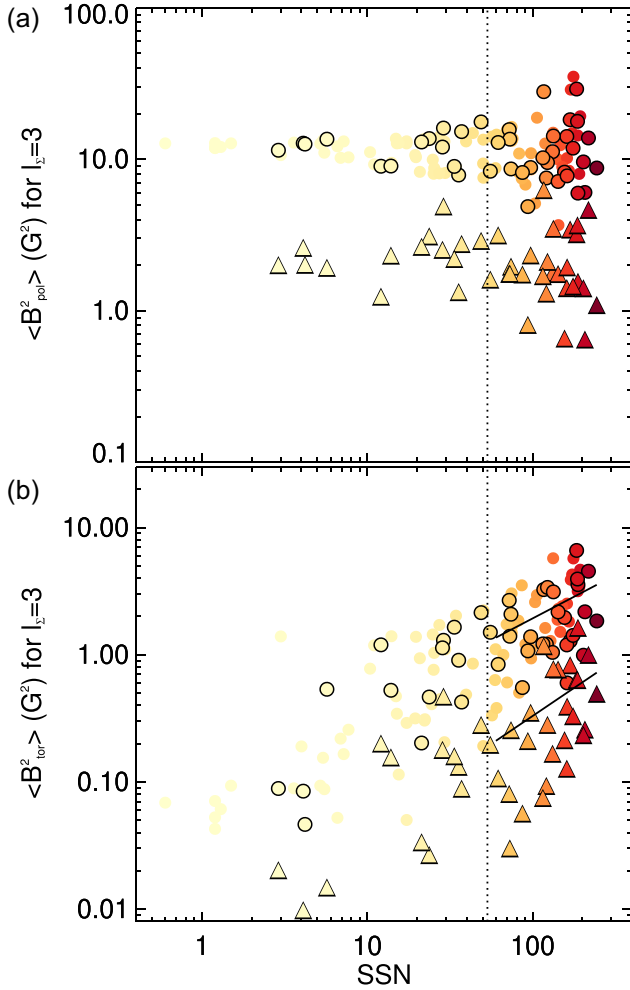 (a)
100.0
10.0
1.0
0.1
<B²pol> (G²) for lΣ=3
(b)
10.00
1.00
0.10
0.01
<B²tor> (G²) for lΣ=3
1 10 100
SSN